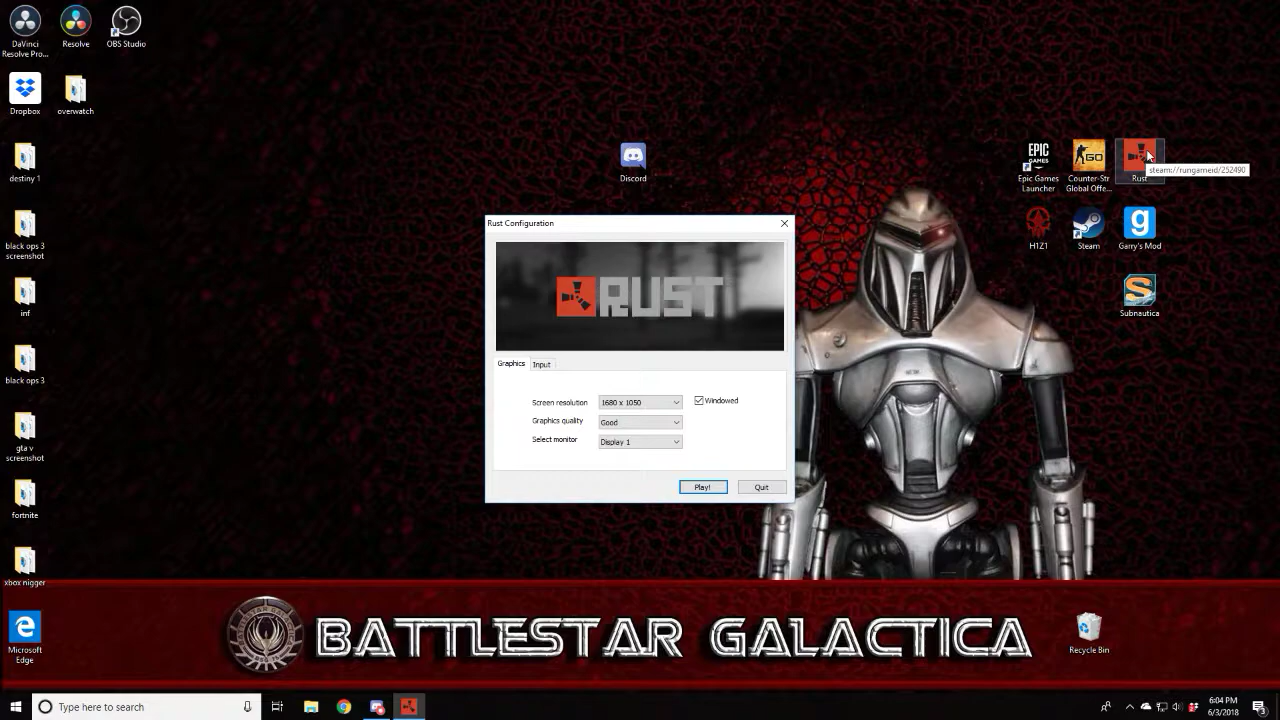 DaVinci
Resolve Pro...
Resolve
OBS Studio
Dropbox
overwatch
destiny 1
black ops 3
screenshot
inf
black ops 3
gta v
screenshot
fortnite
xbox nigger
Microsoft
Edge
Discord
EPIC
GAMES
Epic Games
Launcher
GO
Counter-Str
Global Offe...
Rust
steam://rungameid/252490
H1Z1
Steam
g
Garry's Mod
S
Subnautica
Rust Configuration
RUST
Graphics
Input
Screen resolution
1680 x 1050
Windowed
Graphics quality
Good
Select monitor
Display 1
Play!
Quit
BATTLESTAR GALACTICA
Recycle Bin
Type here to search
6:04 PM
6/3/2018
3